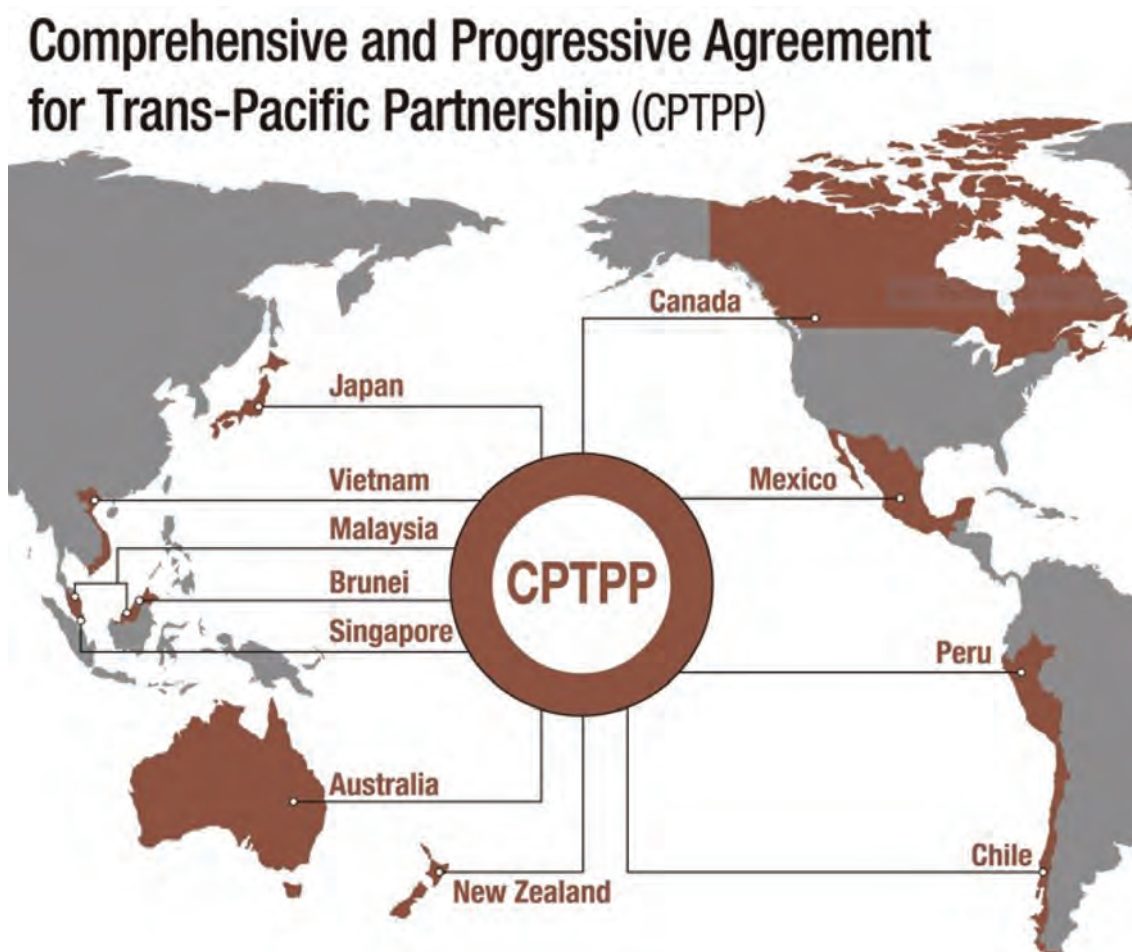 Comprehensive and Progressive Agreement
for Trans-Pacific Partnership (CPTPP)
Canada
Japan
Vietnam
Mexico
Malaysia
Brunei
CPTPP
Singapore
Peru
Australia
Chile
New Zealand